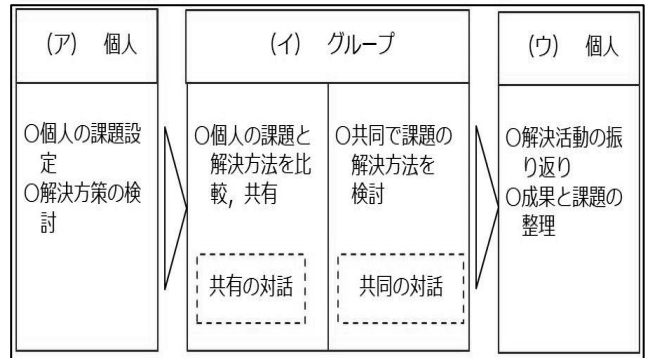 (ア) 個人
○個人の課題設
定
○解決方策の検
討
(イ) グループ
○個人の課題と
解決方法を比
較，共有
共有の対話
○共同で課題の
解決方法を
検討
共同の対話
(ウ) 個人
○解決活動の振
り返り
○成果と課題の
整理